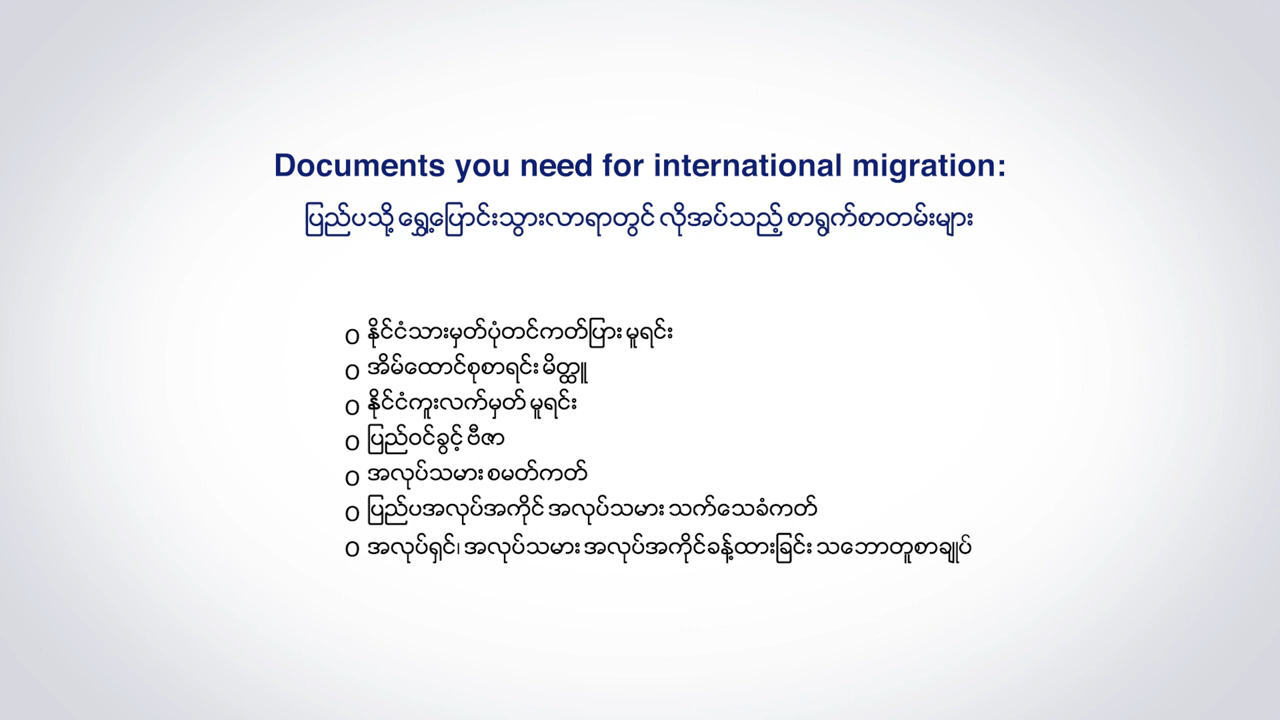 Documents you need for international migration:
ပြည်ပသို့ ရွှေ့ပြောင်းသွားလာရာတွင် လိုအပ်သည့် စာရွက်စာတမ်းများ
o နိုင်ငံသားမှတ်ပုံတင်ကတ်ပြား မူရင်း
o အိမ်ထောင်စုစာရင်း မိတ္ထူ
o နိုင်ငံကူးလက်မှတ် မူရင်း
o ပြည်ဝင်ခွင့် ဗီဇာ
o အလုပ်သမား စမတ်ကတ်
o ပြည်ပအလုပ်အကိုင် အလုပ်သမား သက်သေခံကတ်
o အလုပ်ရှင်၊ အလုပ်သမား အလုပ်အကိုင်ခန့်ထားခြင်း သဘောတူစာချုပ်